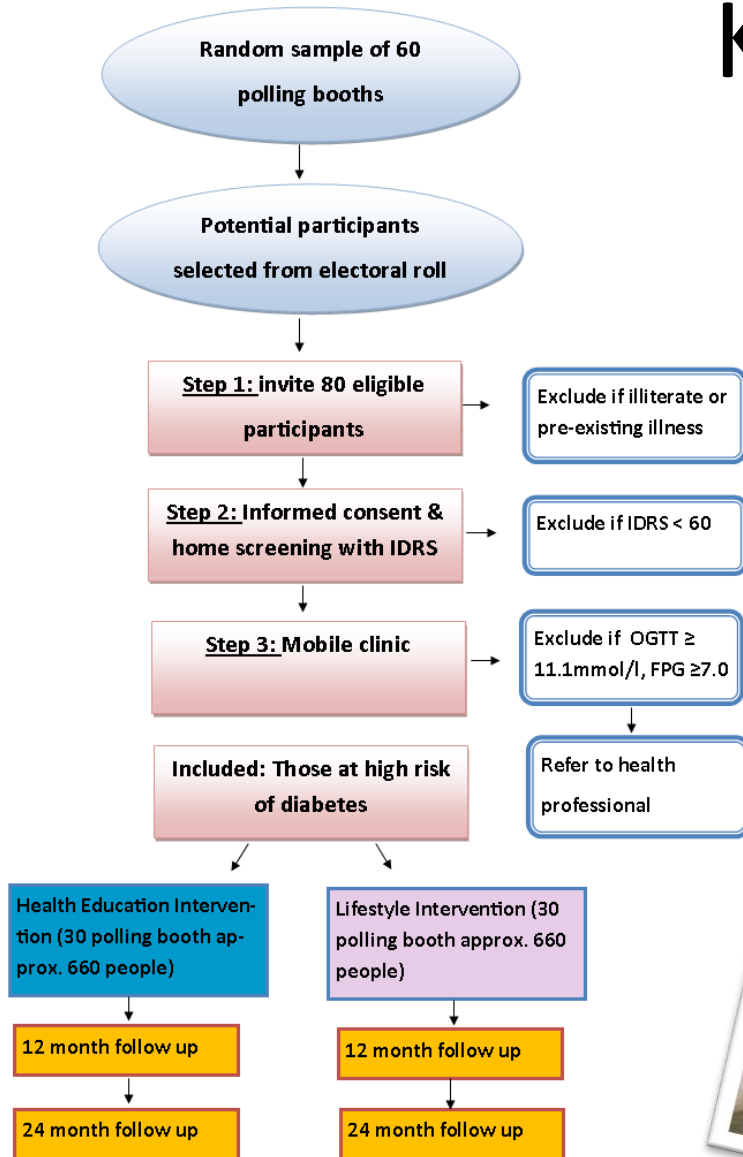 Random sample of 60
polling booths
K
Potential participants
selected from electoral roll
Step 1: invite 80 eligible
participants
Exclude if illiterate or
pre-existing illness
Step 2: Informed consent &
home screening with IDRS
Exclude if IDRS < 60
Step 3: Mobile clinic
Exclude if OGTT ≥
11.1mmol/l, FPG ≥7.0
Included: Those at high risk
of diabetes
Refer to health
professional
Health Education Interven-
tion (30 polling booth ap-
prox. 660 people)
Lifestyle Intervention (30
polling booth approx. 660
people)
12 month follow up
12 month follow up
24 month follow up
24 month follow up